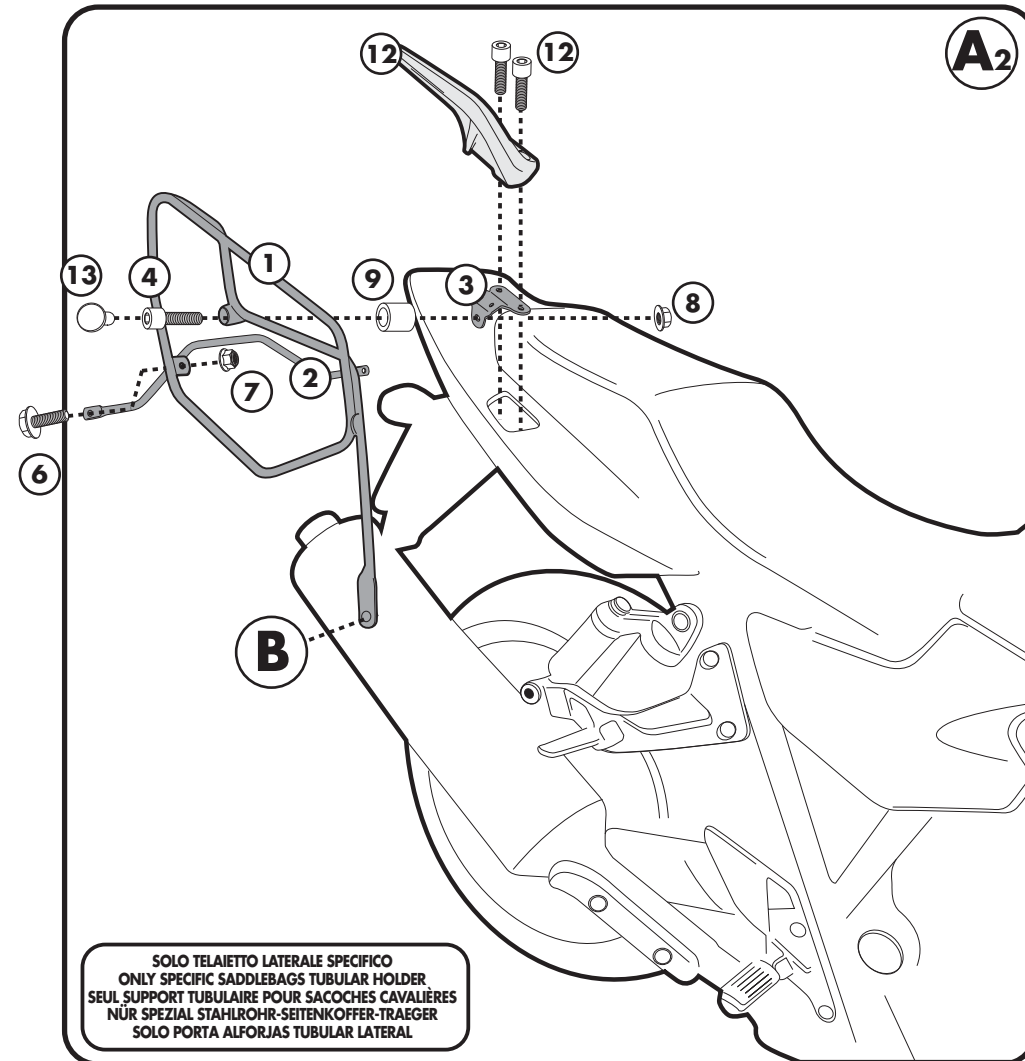 A2
12
12
13
4
1
9
3
8
7
2
6
B
SOLO TELAIETTO LATERALE SPECIFICO
ONLY SPECIFIC SADDLEBAGS TUBULAR HOLDER
SEUL SUPPORT TUBULAIRE POUR SACOCHES CAVALIÈRES
NÜR SPEZIAL STAHLROHR-SEITENKOFFER-TRAEGER
SOLO PORTA ALFORJAS TUBULAR LATERAL